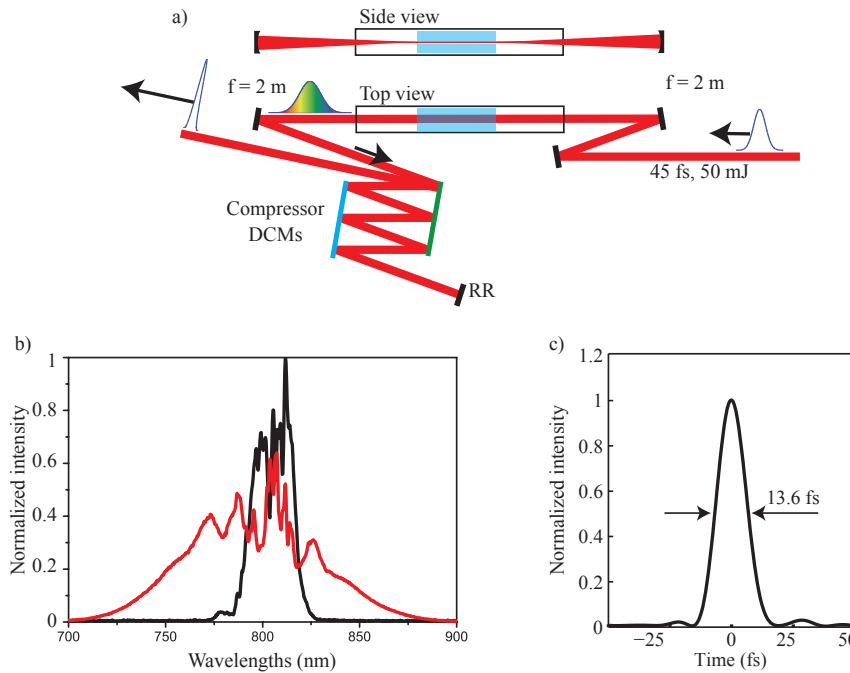 a)
Side view
f = 2 m
Top view
f = 2 m
45 fs, 50 mJ
Compressor
DCMs
RR
b)
Normalized intensity
1
0.8
0.6
0.4
0.2
0
700
750
800
850
900
Wavelengths (nm)
c)
Normalized intensity
1.2
1
0.8
0.6
0.4
0.2
0
13.6 fs
−25
0
25
50
Time (fs)